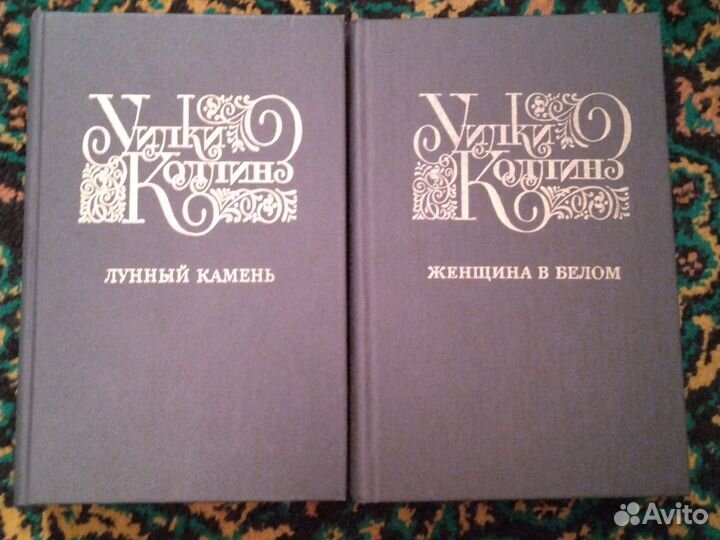 Уилки
Коллинз
ЛУННЫЙ КАМЕНЬ
Уилки
Коллинз
ЖЕНЩИНА В БЕЛОМ
Avito